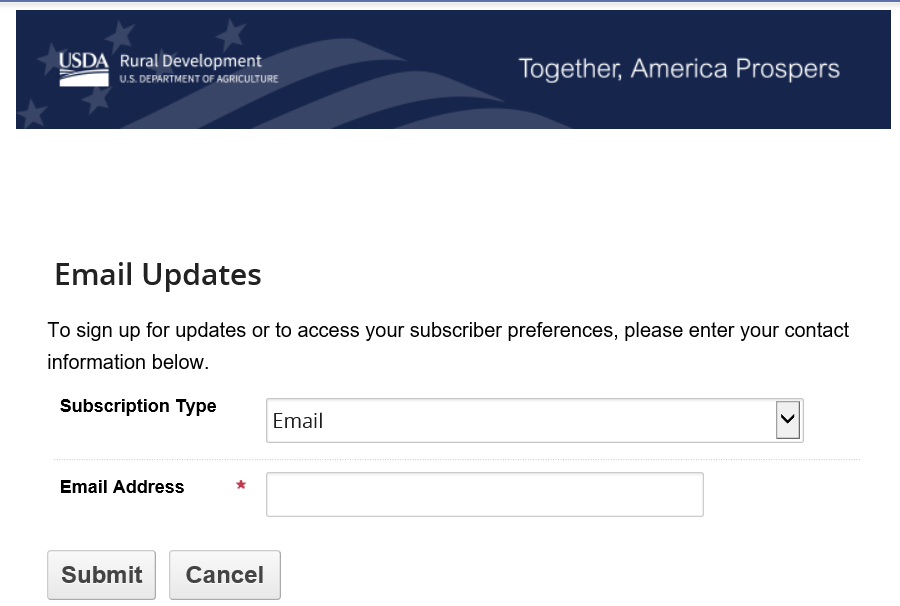 USDA Rural Development
U.S. DEPARTMENT OF AGRICULTURE
Together, America Prospers
Email Updates
To sign up for updates or to access your subscriber preferences, please enter your contact
information below.
Subscription Type
Email
Email Address *
Submit Cancel